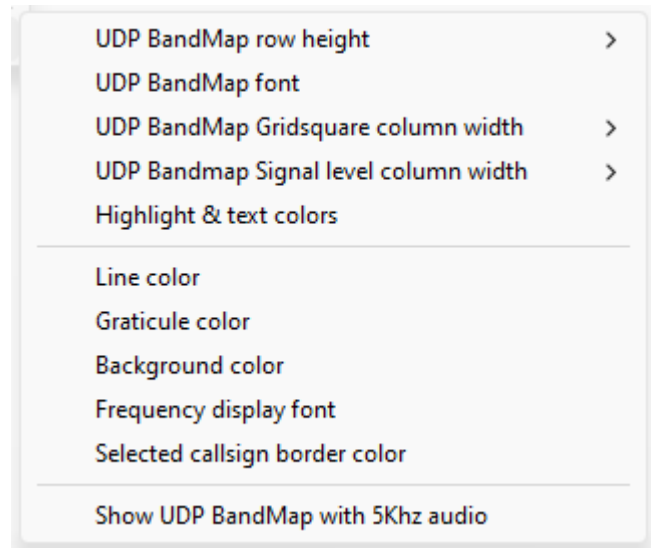 UDP BandMap row height
UDP BandMap font
UDP BandMap Gridsquare column width
UDP Bandmap Signal level column width
Highlight & text colors
Line color
Graticule color
Background color
Frequency display font
Selected callsign border color
Show UDP BandMap with 5Khz audio